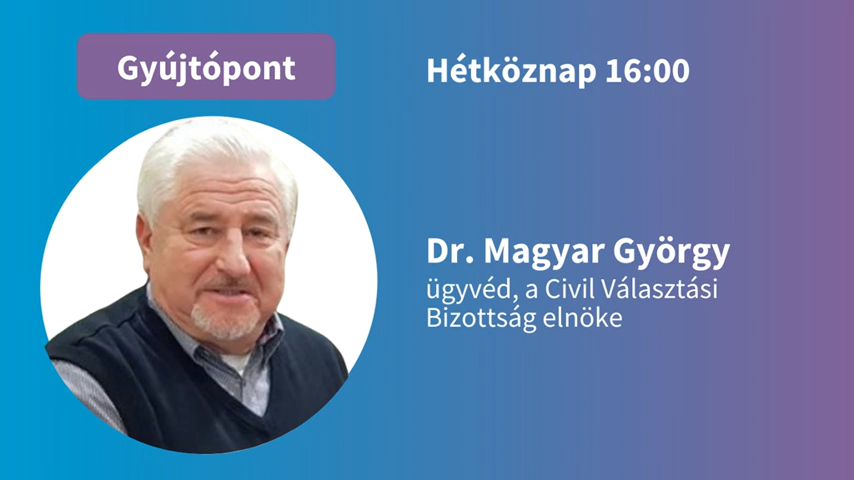 Gyújtópont
Hétköznap 16:00
Dr. Magyar György
ügyvéd, a Civil Választási
Bizottság elnöke